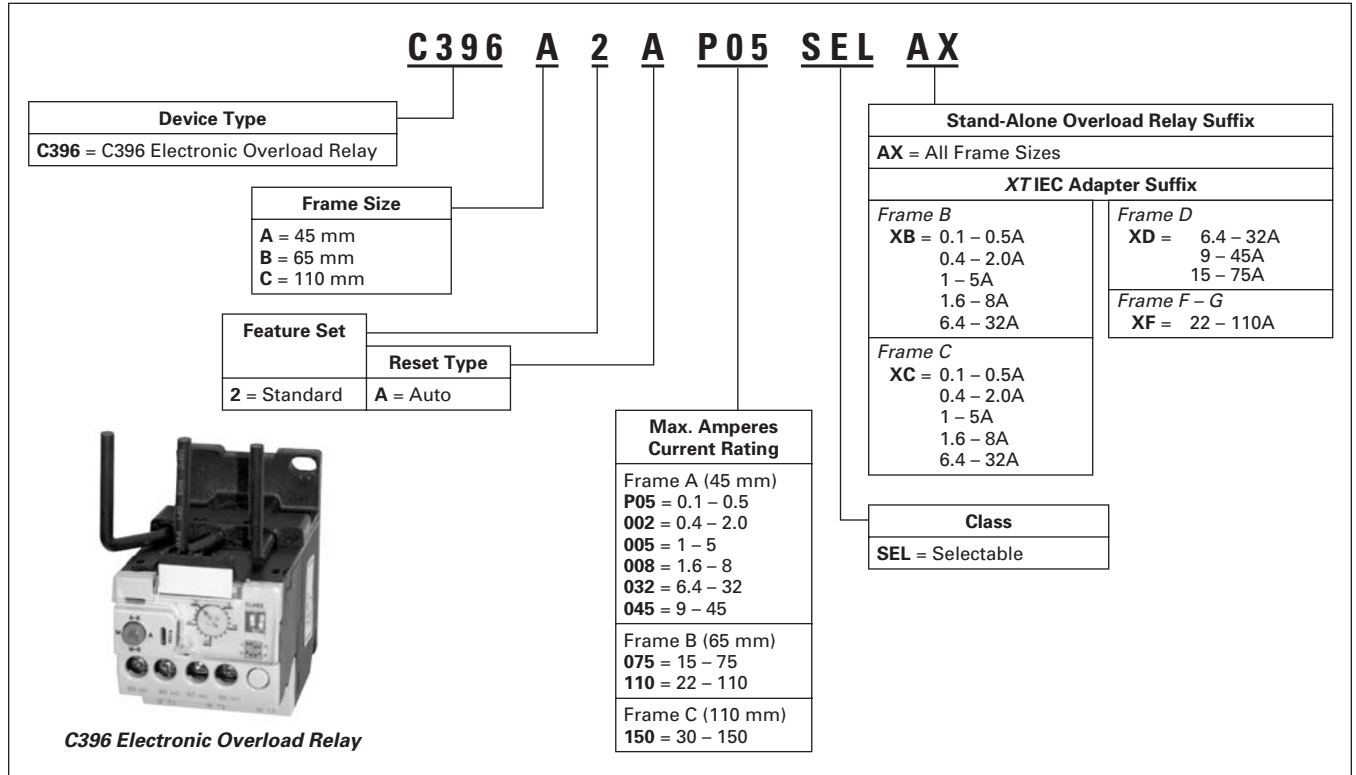 C396 A 2 A P05 SEL AX
Device Type
C396 = C396 Electronic Overload Relay
Frame Size
A = 45 mm
B = 65 mm
C = 110 mm
Feature Set
2 = Standard
Reset Type
A = Auto
Max. Amperes
Current Rating
Frame A (45 mm)
P05 = 0.1 – 0.5
002 = 0.4 – 2.0
005 = 1 – 5
008 = 1.6 – 8
032 = 6.4 – 32
045 = 9 – 45
Frame B (65 mm)
075 = 15 – 75
110 = 22 – 110
Frame C (110 mm)
150 = 30 – 150
Stand-Alone Overload Relay Suffix
AX = All Frame Sizes
XT IEC Adapter Suffix
Frame B
XB = 0.1 – 0.5A
0.4 – 2.0A
1 – 5A
1.6 – 8A
6.4 – 32A
Frame C
XC = 0.1 – 0.5A
0.4 – 2.0A
1 – 5A
1.6 – 8A
6.4 – 32A
Frame D
XD = 6.4 – 32A
9 – 45A
15 – 75A
Frame F – G
XF = 22 – 110A
Class
SEL = Selectable
CLASS
C396 Electronic Overload Relay